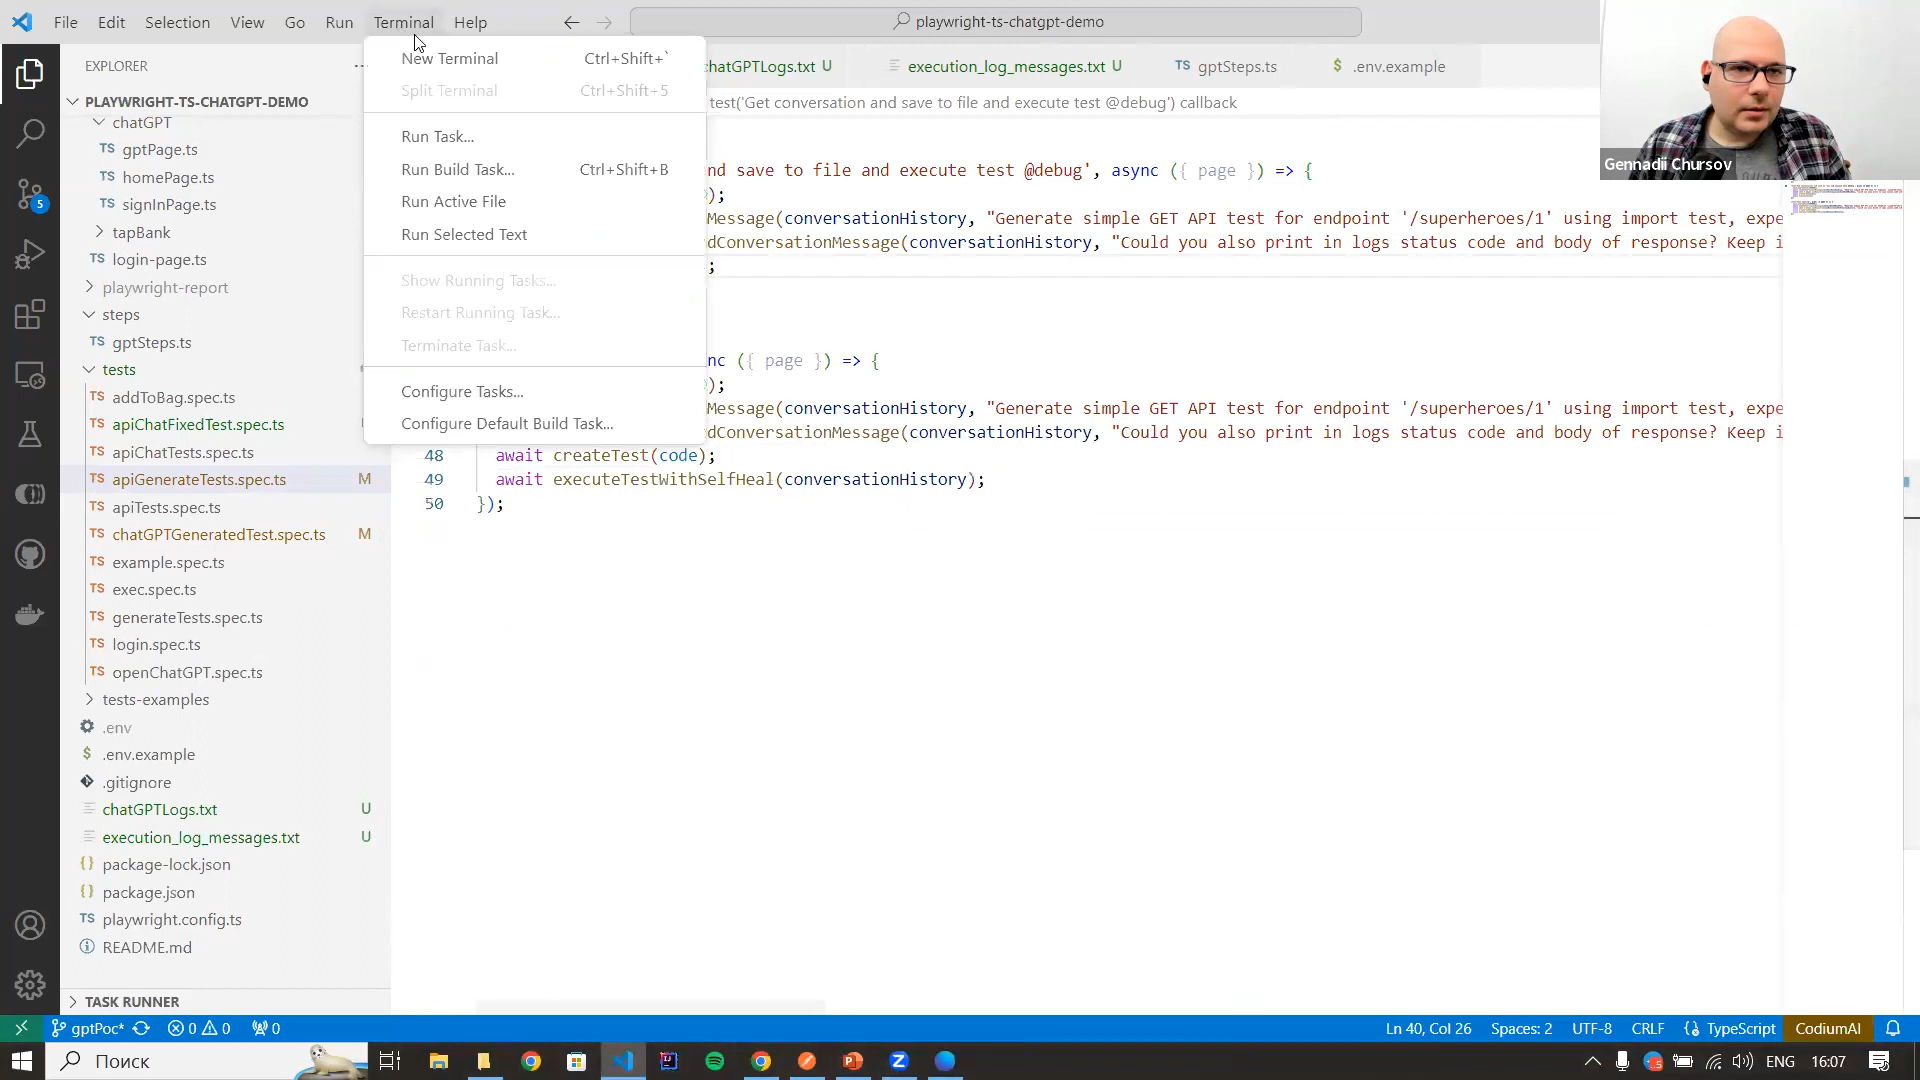 File Edit Selection View Go Run Terminal Help
playwright-ts-chatgpt-demo
EXPLORER
chatGPTLogs.txt U
execution_log_messages.txt U
TS gptSteps.ts
$ .env.example
test('Get conversation and save to file and execute test @debug') callback
New Terminal Ctrl+Shift+`
Split Terminal Ctrl+Shift+5
Run Task...
Run Build Task... Ctrl+Shift+B
Run Active File
Run Selected Text
Show Running Tasks...
Restart Running Task...
Terminate Task...
Configure Tasks...
Configure Default Build Task...
PLAYWRIGHT-TS-CHATGPT-DEMO
chatGPT
TS gptPage.ts
TS homePage.ts
TS signInPage.ts
tapBank
TS login-page.ts
playwright-report
steps
TS gptSteps.ts
tests
TS addToBag.spec.ts
TS apiChatFixedTest.spec.ts
TS apiChatTests.spec.ts
TS apiGenerateTests.spec.ts M
TS apiTests.spec.ts
TS chatGPTGeneratedTest.spec.ts M
TS example.spec.ts
TS exec.spec.ts
TS generateTests.spec.ts
TS login.spec.ts
TS openChatGPT.spec.ts
tests-examples
.env
$ .env.example
.gitignore
chatGPTLogs.txt U
execution_log_messages.txt U
{} package-lock.json
{} package.json
TS playwright.config.ts
README.md
TASK RUNNER
nd save to file and execute test @debug', async ({ page }) => {
);
Message(conversationHistory, "Generate simple GET API test for endpoint '/superheroes/1' using import test, expe
dConversationMessage(conversationHistory, "Could you also print in logs status code and body of response? Keep i
;
nc ({ page }) => {
);
Message(conversationHistory, "Generate simple GET API test for endpoint '/superheroes/1' using import test, expe
dConversationMessage(conversationHistory, "Could you also print in logs status code and body of response? Keep i
48 await createTest(code);
49 await executeTestWithSelfHeal(conversationHistory);
50 });
Gennadii Chursov
5
gptPoc* 0 0 0
Ln 40, Col 26 Spaces: 2 UTF-8 CRLF {} TypeScript CodiumAI
Поиск
ENG 16:07